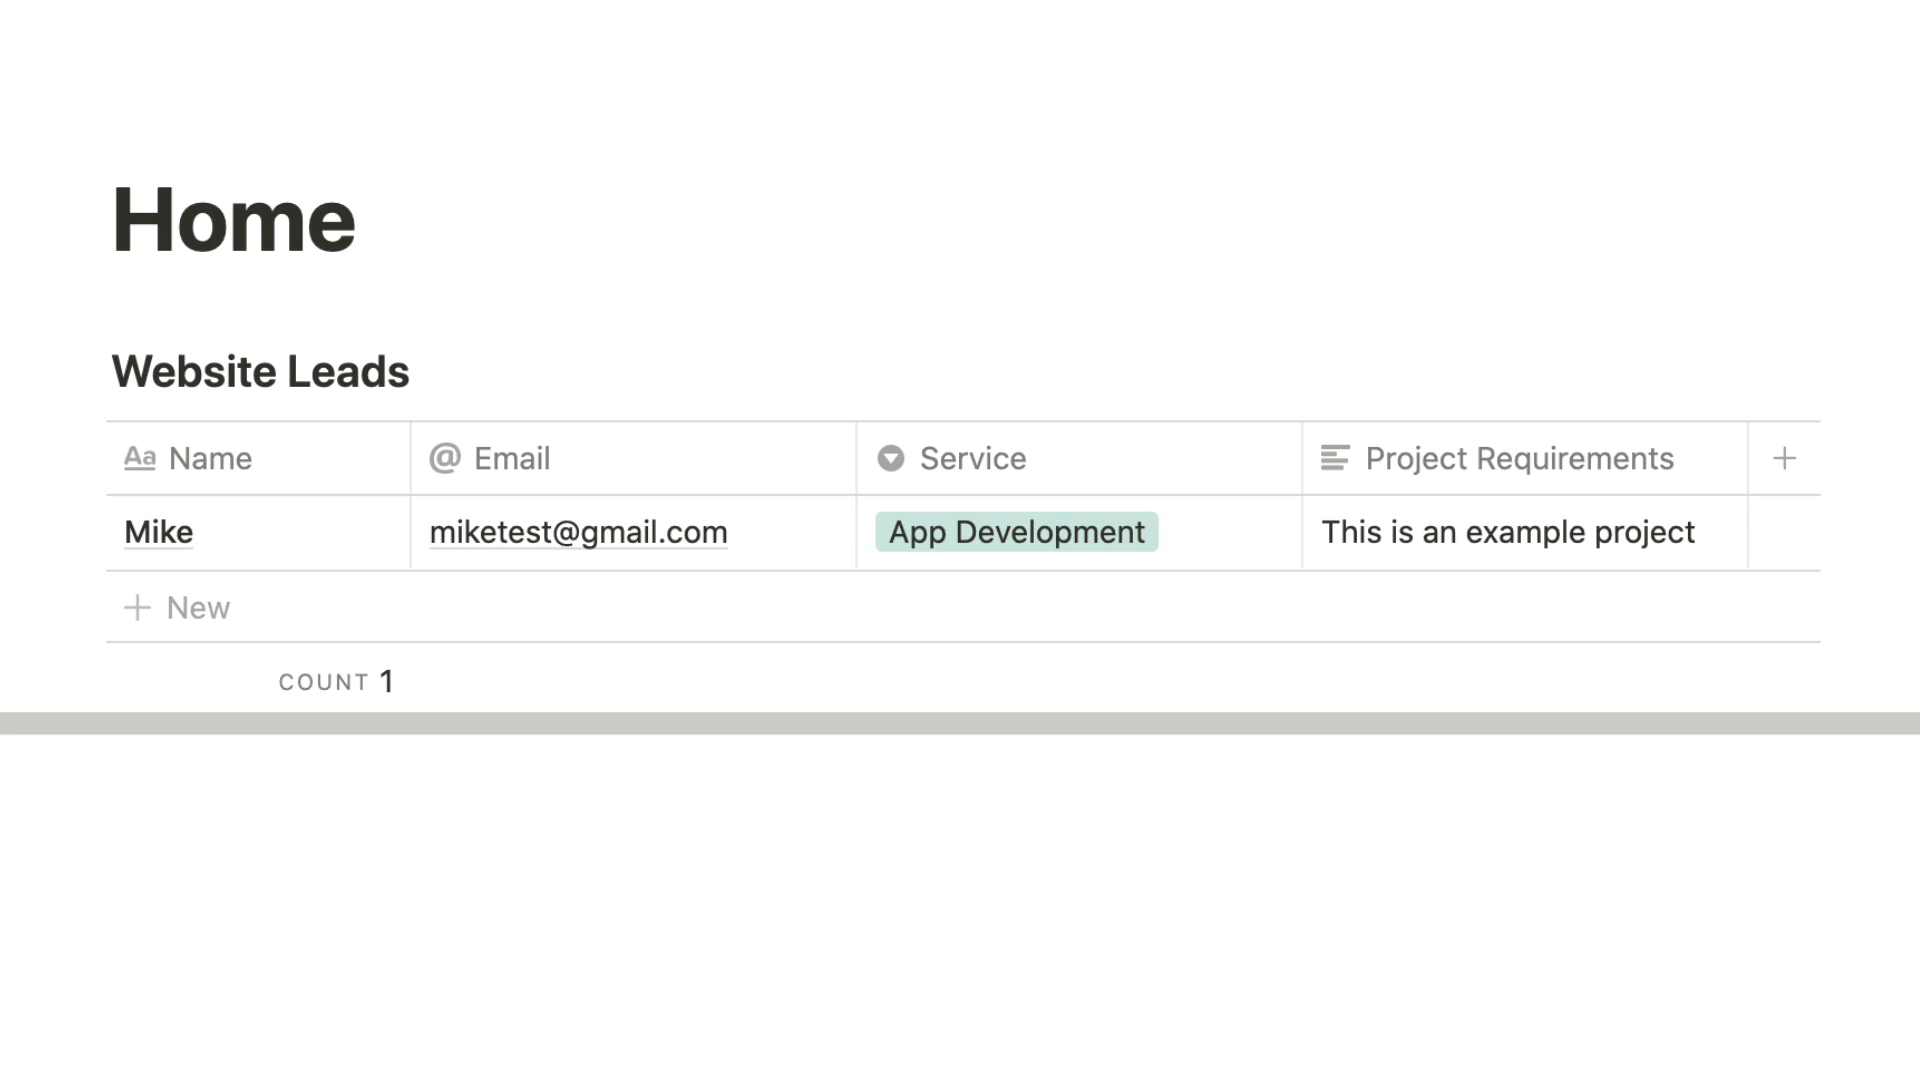 Home
Website Leads
Aa Name @ Email Service Project Requirements +
Mike miketest@gmail.com App Development This is an example project
+ New
COUNT 1